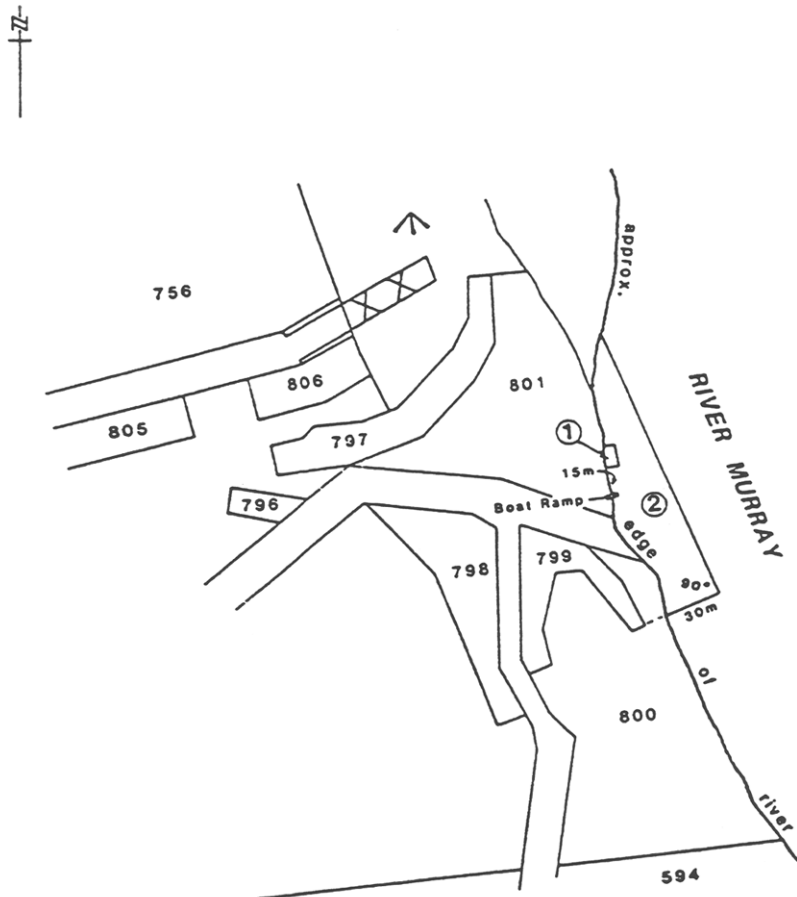 N
approx.
756
RIVER MURRAY
806
801
805
797
1
15m
796
Boat Ramp
2
edge
799
798
90°
30m
of
800
river
594